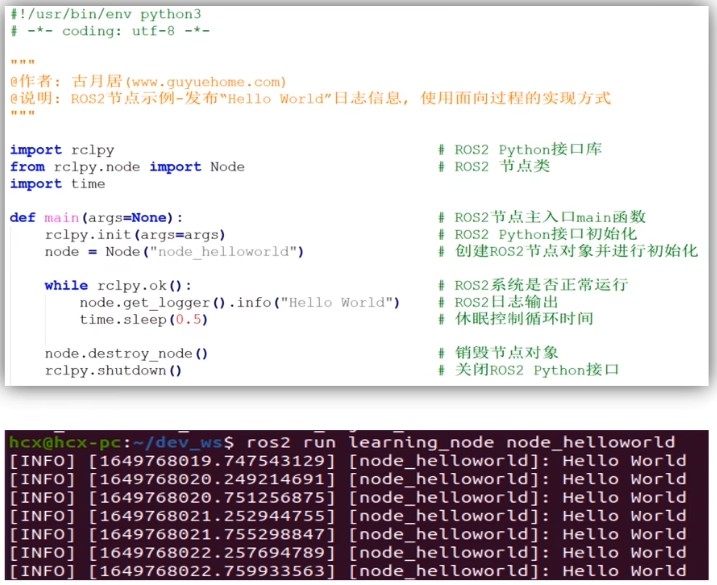 #!/usr/bin/env python3
# -*- coding: utf-8 -*-
"""
@作者: 古月居(www.guyuehome.com)
@说明: ROS2节点示例-发布“Hello World”日志信息, 使用面向过程的实现方式
"""
import rclpy # ROS2 Python接口库
from rclpy.node import Node # ROS2 节点类
import time
def main(args=None): # ROS2节点主入口main函数
rclpy.init(args=args) # ROS2 Python接口初始化
node = Node("node_helloworld") # 创建ROS2节点对象并进行初始化
while rclpy.ok(): # ROS2系统是否正常运行
node.get_logger().info("Hello World") # ROS2日志输出
time.sleep(0.5) # 休眠控制循环时间
node.destroy_node() # 销毁节点对象
rclpy.shutdown() # 关闭ROS2 Python接口
hcx@hcx-pc:~/dev_ws$ ros2 run learning_node node_helloworld
[INFO] [1649768019.747543129] [node_helloworld]: Hello World
[INFO] [1649768020.249214691] [node_helloworld]: Hello World
[INFO] [1649768020.751256875] [node_helloworld]: Hello World
[INFO] [1649768021.252944755] [node_helloworld]: Hello World
[INFO] [1649768021.755298847] [node_helloworld]: Hello World
[INFO] [1649768022.257694789] [node_helloworld]: Hello World
[INFO] [1649768022.759933563] [node_helloworld]: Hello World